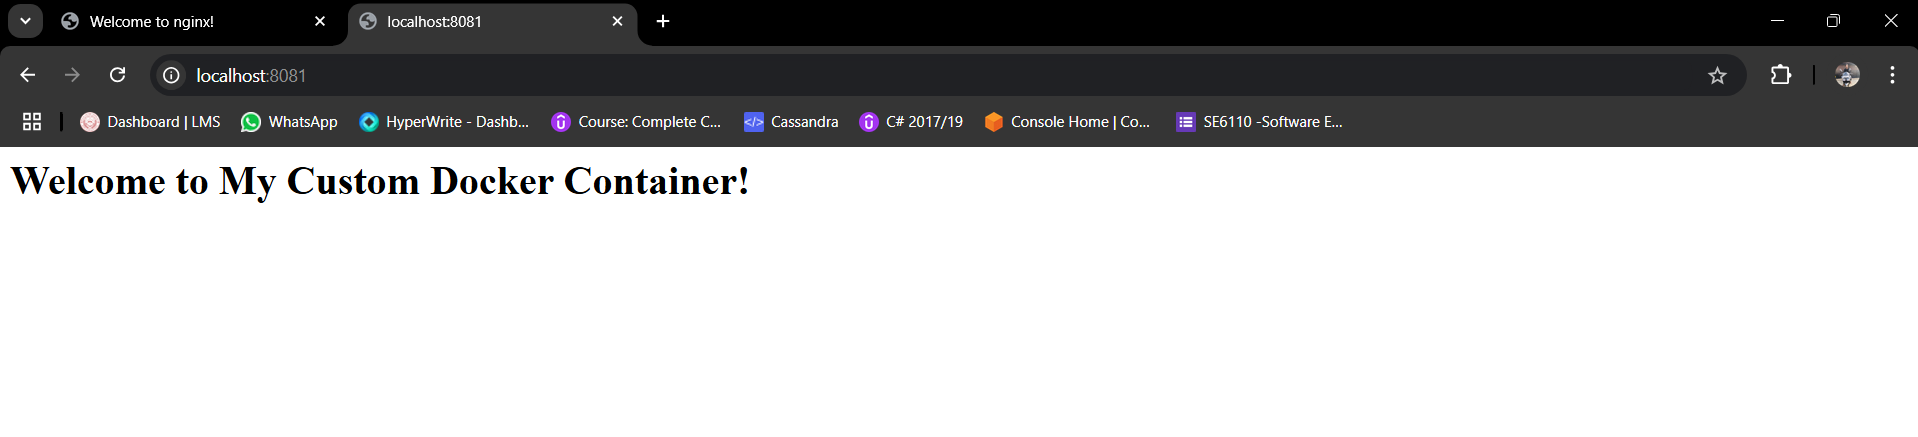 Welcome to nginx!
localhost:8081
localhost:8081
Dashboard | LMS
WhatsApp
HyperWrite - Dashb...
Course: Complete C...
Cassandra
C# 2017/19
Console Home | Co...
SE6110 -Software E...
Welcome to My Custom Docker Container!